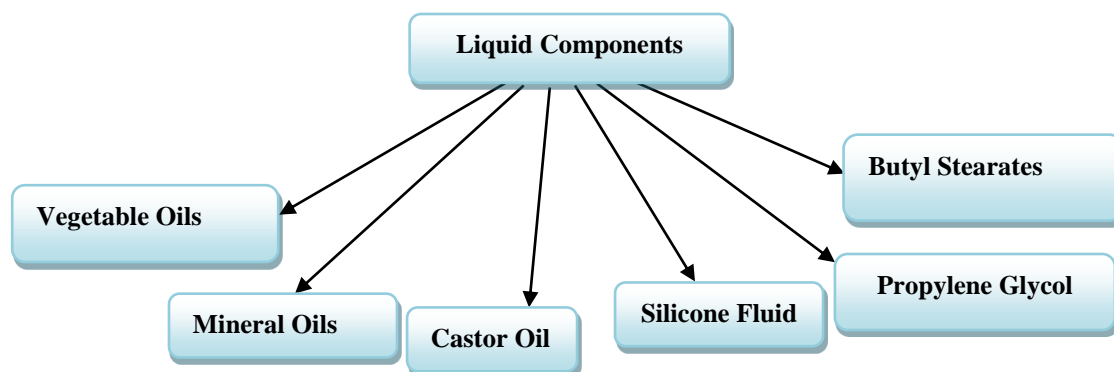 Liquid Components
Butyl Stearates
Vegetable Oils
Propylene Glycol
Silicone Fluid
Mineral Oils
Castor Oil